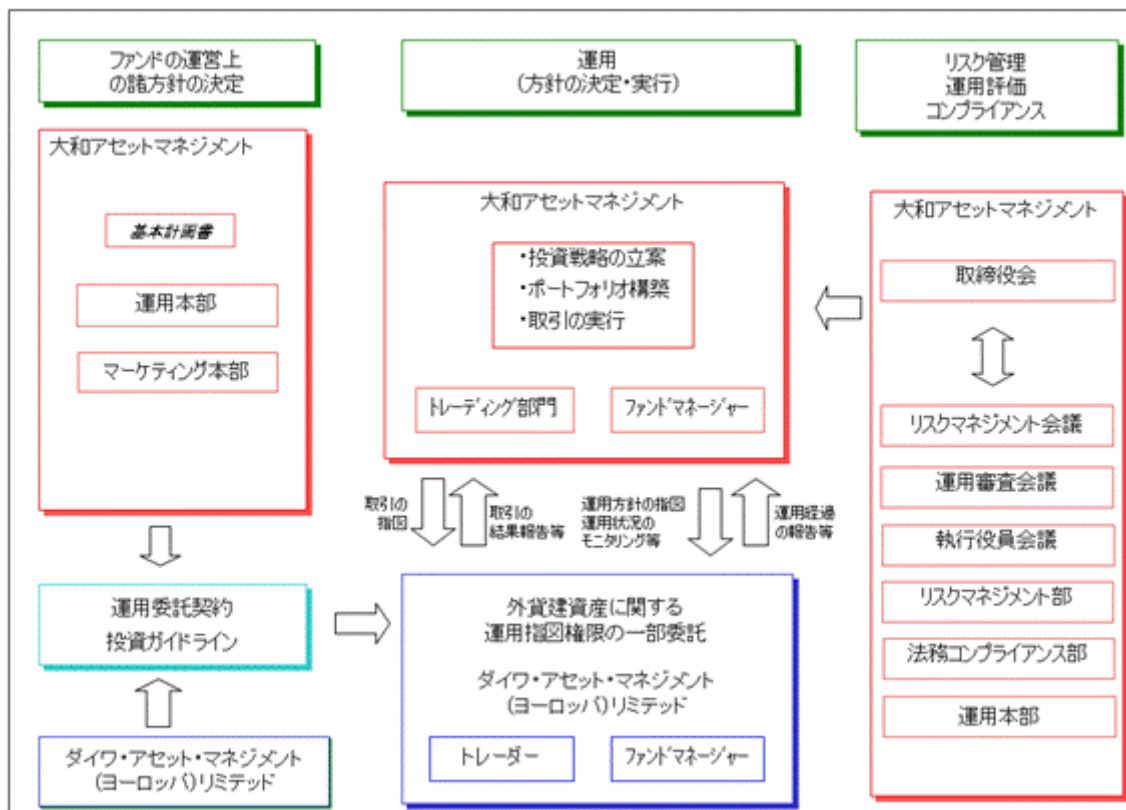 ファンドの運営上
の諸方針の決定
大和アセットマネジメント
基本計画書
運用本部
マーケティング本部
運用委託契約
投資ガイドライン
ダイワ・アセット・マネジメント
(ヨーロッパ)リミテッド
運用
(方針の決定・実行)
大和アセットマネジメント
・投資戦略の立案
・ポートフォリオ構築
・取引の実行
トレーディング部門
ファンドマネージャー
取引の
指図
取引の
結果報告等
運用方針の指図
運用状況の
モニタリング等
運用経過
の報告等
外貨建資産に関する
運用指図権限の一部委託
ダイワ・アセット・マネジメント
(ヨーロッパ)リミテッド
トレーダー
ファンドマネージャー
リスク管理
運用評価
コンプライアンス
大和アセットマネジメント
取締役会
リスクマネジメント会議
運用審査会議
執行役員会議
リスクマネジメント部
法務コンプライアンス部
運用本部